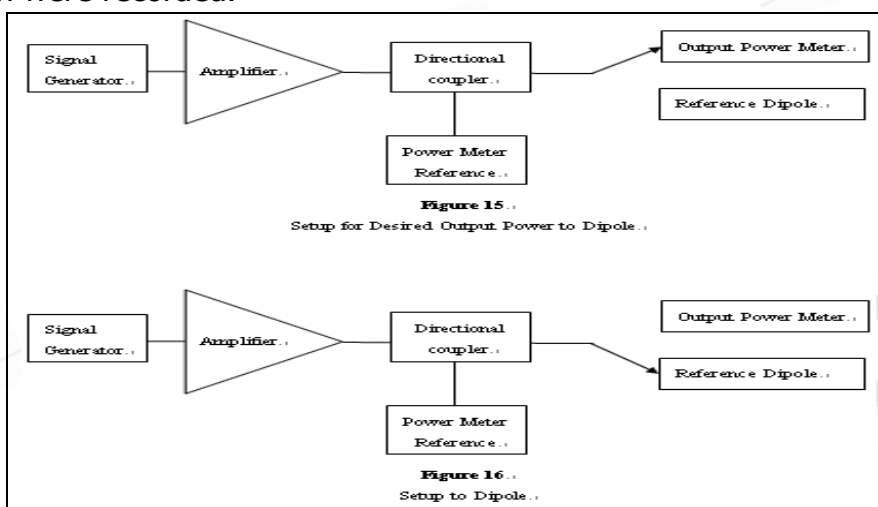 were recorded.
Signal
Generator.
Amplifier.
Directional
coupler.
Output Power Meter.
Reference Dipole.
Power Meter
Reference.
Figure 15.
Setup for Desired Output Power to Dipole.
Signal
Generator.
Amplifier.
Directional
coupler.
Output Power Meter.
Reference Dipole.
Power Meter
Reference.
Figure 16.
Setup to Dipole.